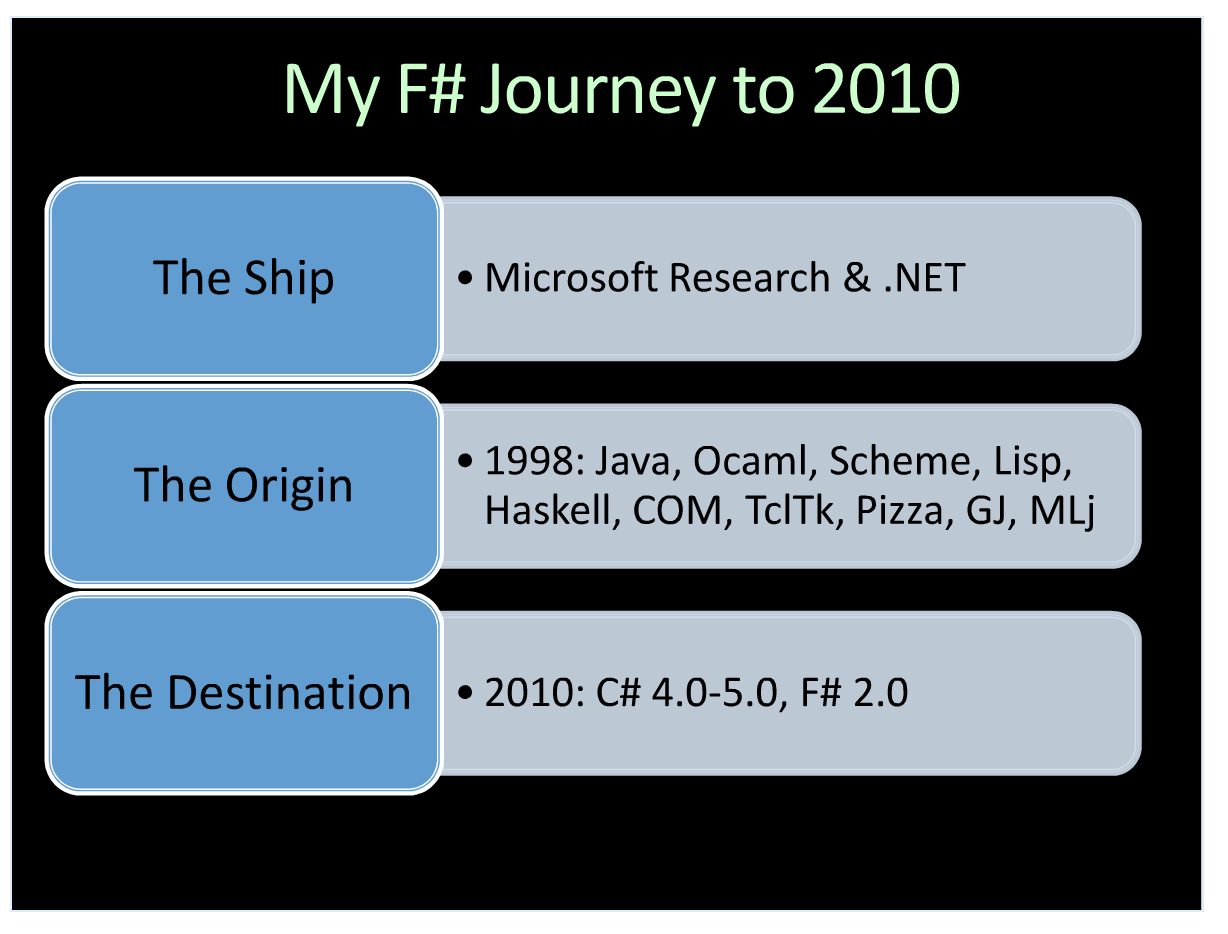 My F# Journey to 2010
The Ship
• Microsoft Research & .NET
The Origin
• 1998: Java, Ocaml, Scheme, Lisp,
Haskell, COM, TclTk, Pizza, GJ, MLj
The Destination
• 2010: C# 4.0-5.0, F# 2.0